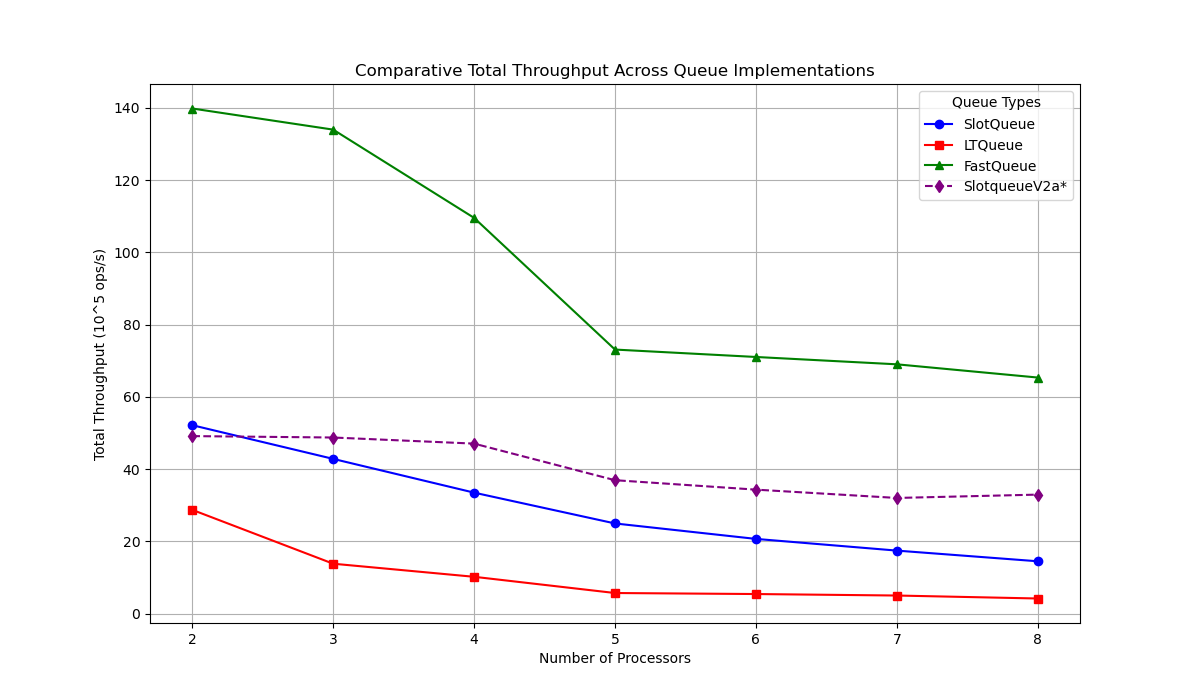 Comparative Total Throughput Across Queue Implementations
Total Throughput (10^5 ops/s)
140
120
100
80
60
40
20
0
2 3 4 5 6 7 8
Number of Processors
Queue Types
SlotQueue
LTQueue
FastQueue
SlotqueueV2a*